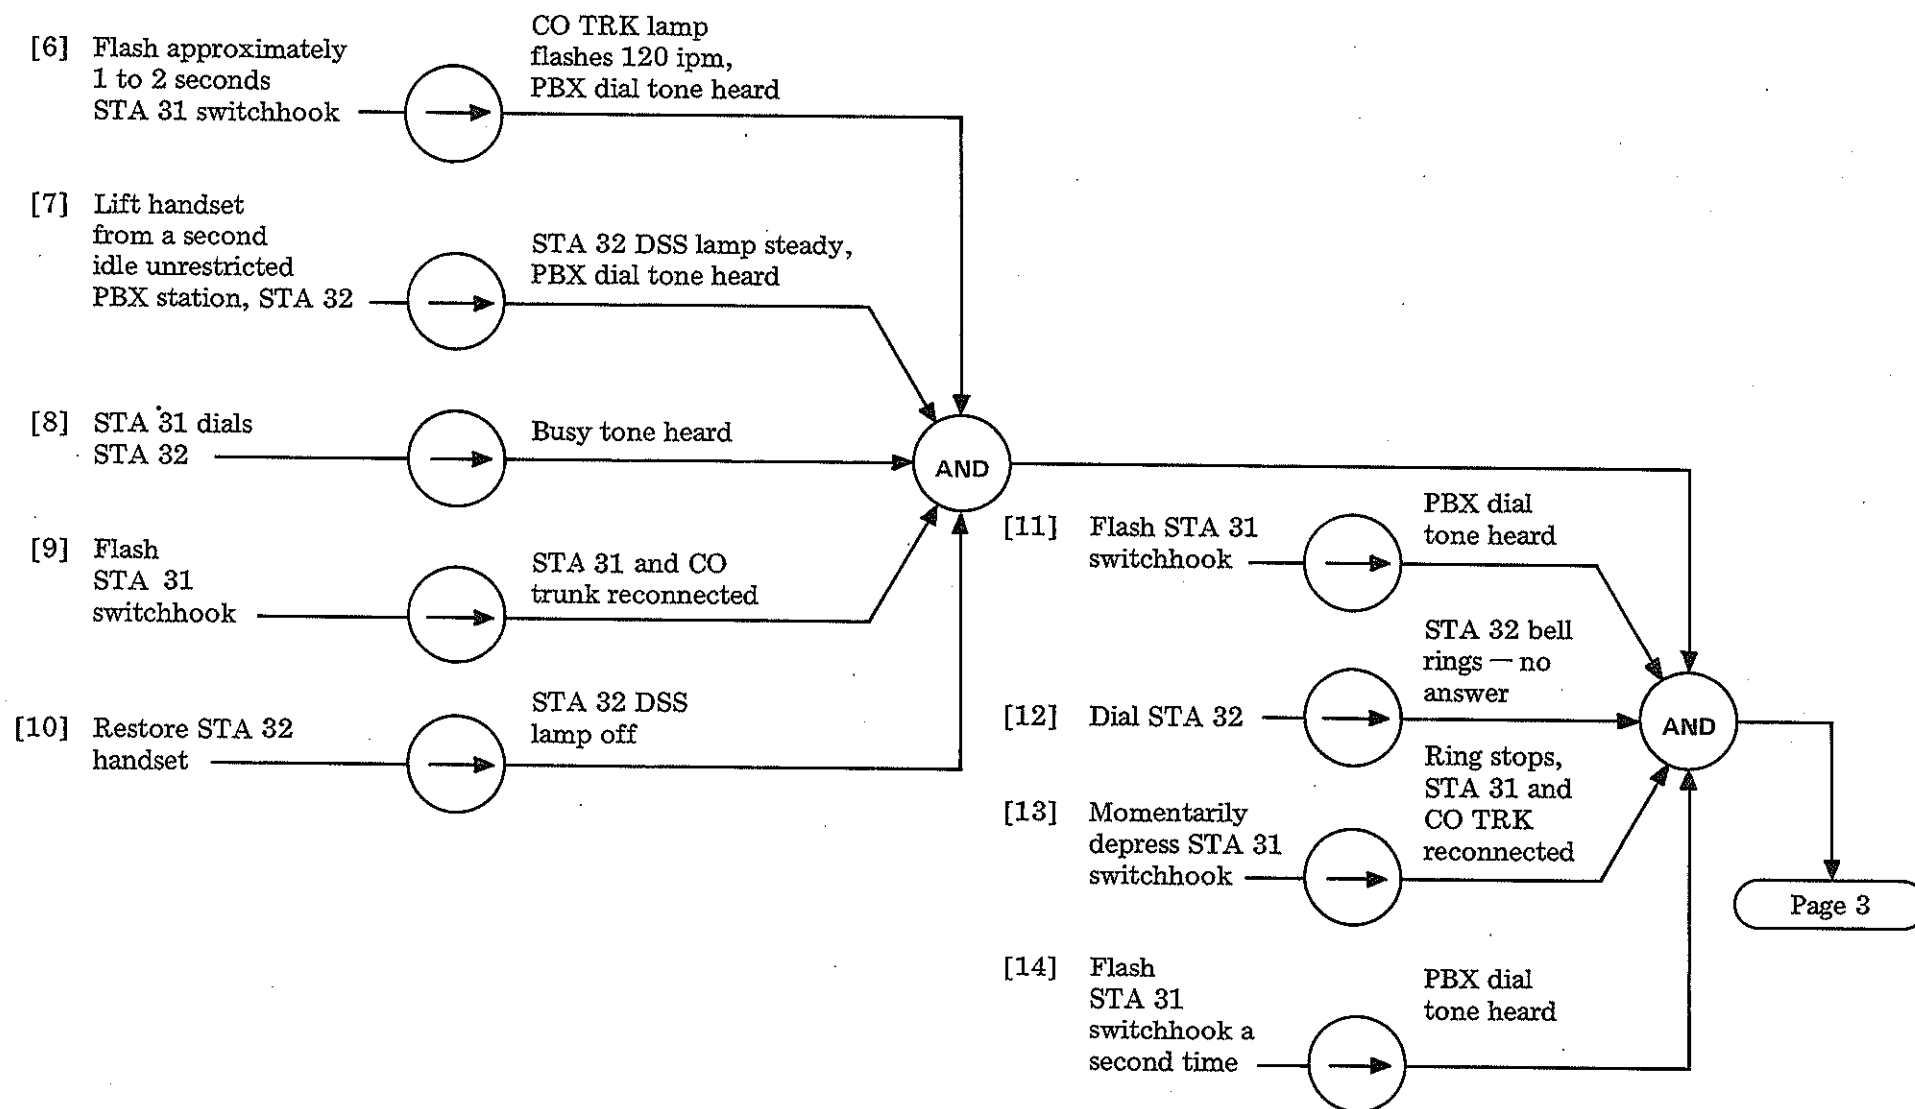 [6] Flash approximately
1 to 2 seconds
STA 31 switchhook
CO TRK lamp
flashes 120 ipm,
PBX dial tone heard
[7] Lift handset
from a second
idle unrestricted
PBX station, STA 32
STA 32 DSS lamp steady,
PBX dial tone heard
[8] STA 31 dials
STA 32
Busy tone heard
AND
[9] Flash
STA 31
switchhook
STA 31 and CO
trunk reconnected
[10] Restore STA 32
handset
STA 32 DSS
lamp off
[11] Flash STA 31
switchhook
PBX dial
tone heard
[12] Dial STA 32
STA 32 bell
rings — no
answer
AND
[13] Momentarily
depress STA 31
switchhook
Ring stops,
STA 31 and
CO TRK
reconnected
Page 3
[14] Flash
STA 31
switchhook a
second time
PBX dial
tone heard